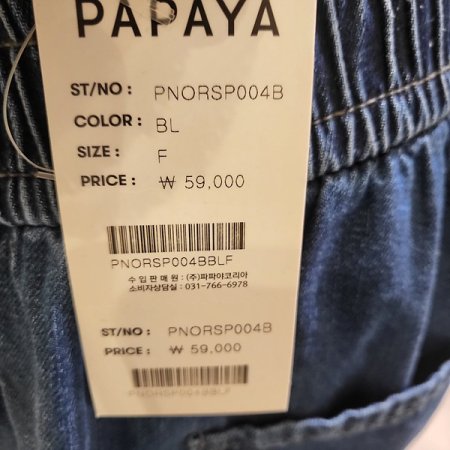 PAPAYA
ST/NO : PNORSP004B
COLOR : BL
SIZE : F
PRICE : ₩ 59,000
PNORSP004BBLF
수 입 판 매 원 : (주)파파야코리아
소비자상담실 : 031-766-6978
ST/NO : PNORSP004B
PRICE : ₩ 59,000
PNORSP004BBLF